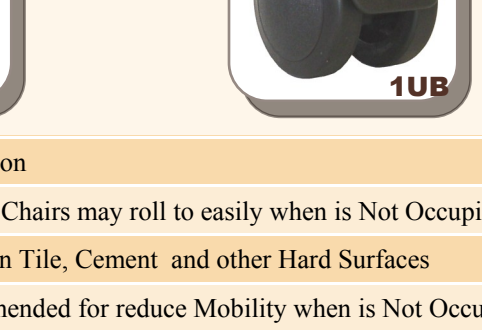 1UB
on
Chairs may roll to easily when is Not Occupi
n Tile, Cement and other Hard Surfaces
ended for reduce Mobility when is Not Occu